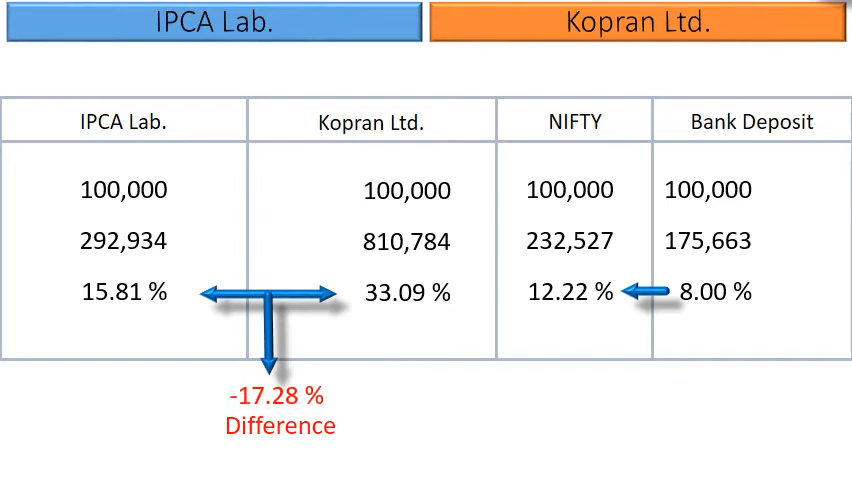 IPCA Lab. Kopran Ltd.
IPCA Lab. Kopran Ltd. NIFTY Bank Deposit
100,000 100,000 100,000 100,000
292,934 810,784 232,527 175,663
15.81 % 33.09 % 12.22 % 8.00 %
-17.28 %
Difference